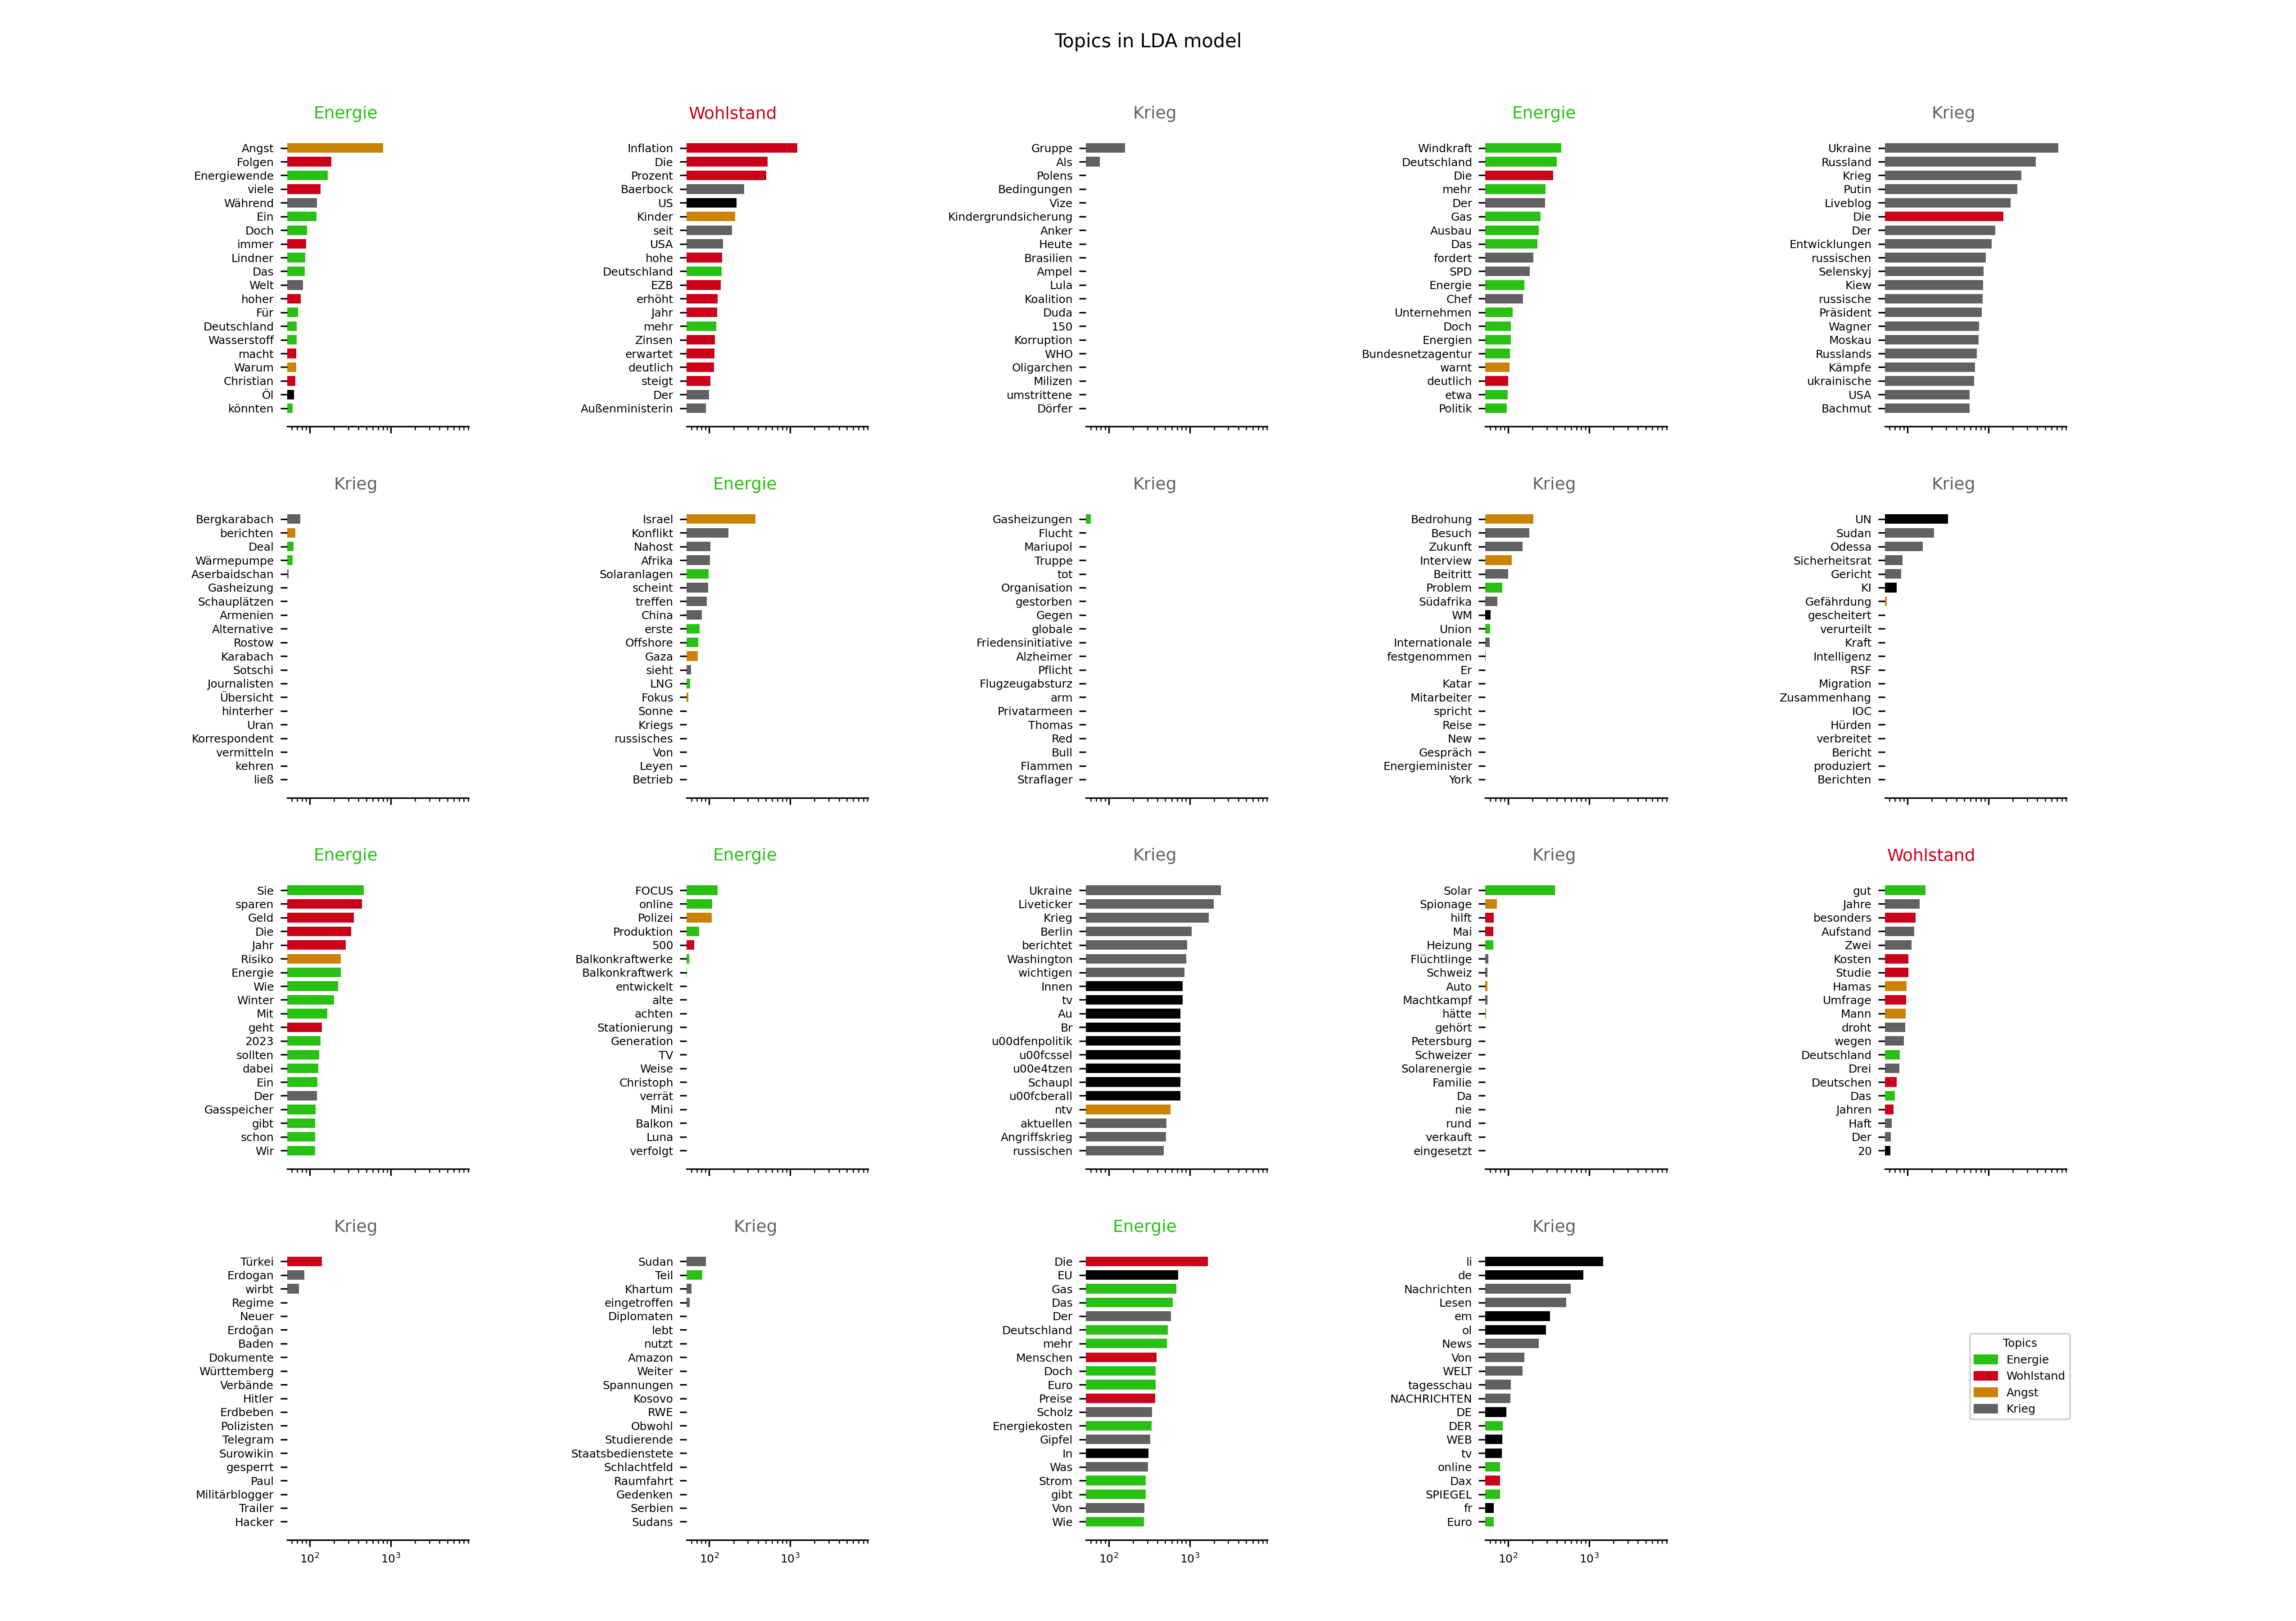 Topics in LDA model
Energie
Angst
Folgen
Energiewende
viele
Während
Ein
Doch
immer
Lindner
Das
Welt
hoher
Für
Deutschland
Wasserstoff
macht
Warum
Christian
Öl
könnten
Wohlstand
Inflation
Die
Prozent
Baerbock
US
Kinder
seit
USA
hohe
Deutschland
EZB
erhöht
Jahr
mehr
Zinsen
erwartet
deutlich
steigt
Der
Außenministerin
Krieg
Gruppe
Als
Polens
Bedingungen
Vize
Kindergrundsicherung
Anker
Heute
Brasilien
Ampel
Lula
Koalition
Duda
150
Korruption
WHO
Oligarchen
Milizen
umstrittene
Dörfer
Energie
Windkraft
Deutschland
Die
mehr
Der
Gas
Ausbau
Das
fordert
SPD
Energie
Chef
Unternehmen
Doch
Energien
Bundesnetzagentur
warnt
deutlich
etwa
Politik
Krieg
Ukraine
Russland
Krieg
Putin
Liveblog
Die
Der
Entwicklungen
russischen
Selenskyj
Kiew
russische
Präsident
Wagner
Moskau
Russlands
Kämpfe
ukrainische
USA
Bachmut
Krieg
Bergkarabach
berichten
Deal
Wärmepumpe
Aserbaidschan
Gasheizung
Schauplätzen
Armenien
Alternative
Rostow
Karabach
Sotschi
Journalisten
Übersicht
hinterher
Uran
Korrespondent
vermitteln
kehren
ließ
Energie
Israel
Konflikt
Nahost
Afrika
Solaranlagen
scheint
treffen
China
erste
Offshore
Gaza
sieht
LNG
Fokus
Sonne
Kriegs
russisches
Von
Leyen
Betrieb
Krieg
Gasheizungen
Flucht
Mariupol
Truppe
tot
Organisation
gestorben
Gegen
globale
Friedensinitiative
Alzheimer
Pflicht
Flugzeugabsturz
arm
Privatarmeen
Thomas
Red
Bull
Flammen
Straflager
Krieg
Bedrohung
Besuch
Zukunft
Interview
Beitritt
Problem
Südafrika
WM
Union
Internationale
festgenommen
Er
Katar
Mitarbeiter
spricht
Reise
New
Gespräch
Energieminister
York
Krieg
UN
Sudan
Odessa
Sicherheitsrat
Gericht
KI
Gefährdung
gescheitert
verurteilt
Kraft
Intelligenz
RSF
Migration
Zusammenhang
IOC
Hürden
verbreitet
Bericht
produziert
Berichten
Energie
Sie
sparen
Geld
Die
Jahr
Risiko
Energie
Wie
Winter
Mit
geht
2023
sollten
dabei
Ein
Der
Gasspeicher
gibt
schon
Wir
Energie
FOCUS
online
Polizei
Produktion
500
Balkonkraftwerke
Balkonkraftwerk
entwickelt
alte
achten
Stationierung
Generation
TV
Weise
Christoph
verrät
Mini
Balkon
Luna
verfolgt
Krieg
Ukraine
Liveticker
Krieg
Berlin
berichtet
Washington
wichtigen
Innen
tv
Au
Br
u00dfenpolitik
u00fcssel
u00e4tzen
Schaupl
u00fcberall
ntv
aktuellen
Angriffskrieg
russischen
Krieg
Solar
Spionage
hilft
Mai
Heizung
Flüchtlinge
Schweiz
Auto
Machtkampf
hätte
gehört
Petersburg
Schweizer
Solarenergie
Familie
Da
nie
rund
verkauft
eingesetzt
Wohlstand
gut
Jahre
besonders
Aufstand
Zwei
Kosten
Studie
Hamas
Umfrage
Mann
droht
wegen
Deutschland
Drei
Deutschen
Das
Jahren
Haft
Der
20
Krieg
Türkei
Erdogan
wirbt
Regime
Neuer
Erdoğan
Baden
Dokumente
Württemberg
Verbände
Hitler
Erdbeben
Polizisten
Telegram
Surowikin
gesperrt
Paul
Militärblogger
Trailer
Hacker
10² 10³
Krieg
Sudan
Teil
Khartum
eingetroffen
Diplomaten
lebt
nutzt
Amazon
Weiter
Spannungen
Kosovo
RWE
Obwohl
Studierende
Staatsbedienstete
Schlachtfeld
Raumfahrt
Gedenken
Serbien
Sudans
10² 10³
Energie
Die
EU
Gas
Das
Der
Deutschland
mehr
Menschen
Doch
Euro
Preise
Scholz
Energiekosten
Gipfel
In
Was
Strom
gibt
Von
Wie
10² 10³
Krieg
li
de
Nachrichten
Lesen
em
ol
News
Von
WELT
tagesschau
NACHRICHTEN
DE
DER
WEB
tv
online
Dax
SPIEGEL
fr
Euro
10² 10³
Topics
Energie
Wohlstand
Angst
Krieg